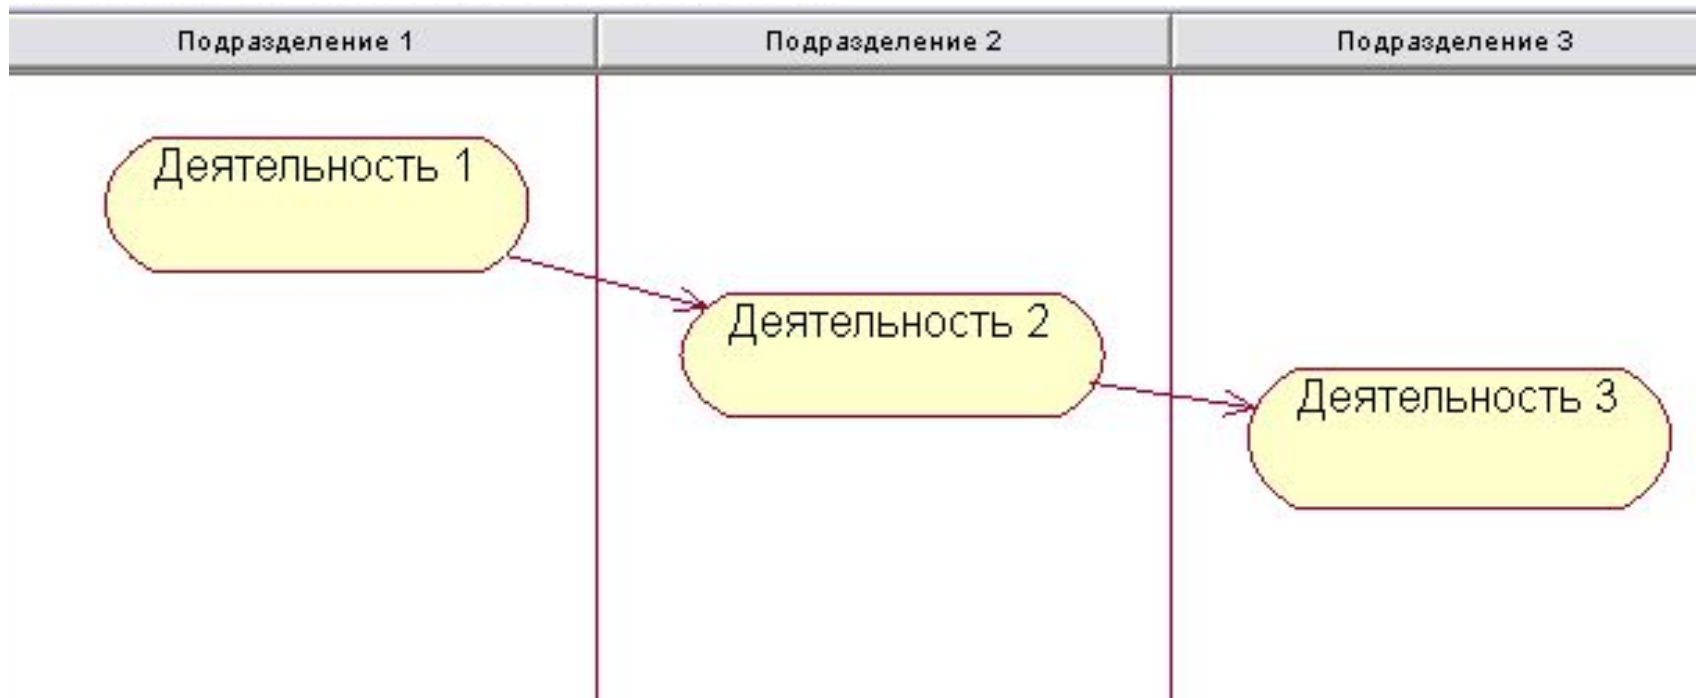 Подразделение 1
Подразделение 2
Подразделение 3
Деятельность 1
Деятельность 2
Деятельность 3